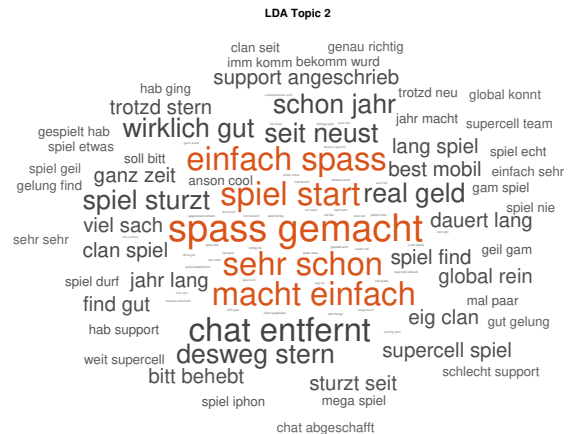 LDA Topic 2
clan seit
genau richtig
imm komm
bekomm wurd
support angeschrieb
hab ging
trotzd neu
global konnt
trotzd stern
schon jahr
jahr macht
supercell team
gespielt hab
wirklich gut
seit neust
spiel etwas
soll bitt
lang spiel
spiel echt
spiel geil
einfach spass
best mobil
einfach sehr
gelung find
ganz zeit
anson cool
gam spiel
spiel sturzt
spiel start
real geld
spiel nie
viel sach
spass gemacht
dauert lang
sehr sehr
clan spiel
sehr schon
spiel find
geil gam
spiel durf
jahr lang
macht einfach
global rein
find gut
mal paar
hab support
chat entfernt
eig clan
gut gelung
weit supercell
desweg stern
supercell spiel
bitt behebt
sturzt seit
schlecht support
spiel iphon
mega spiel
chat abgeschafft